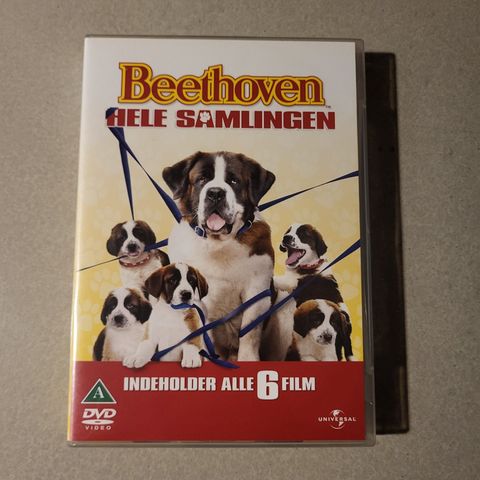 Beethoven
HELE SAMLINGEN
INDEHOLDER ALLE 6 FILM
A
DVD
VIDEO
UNIVERSAL